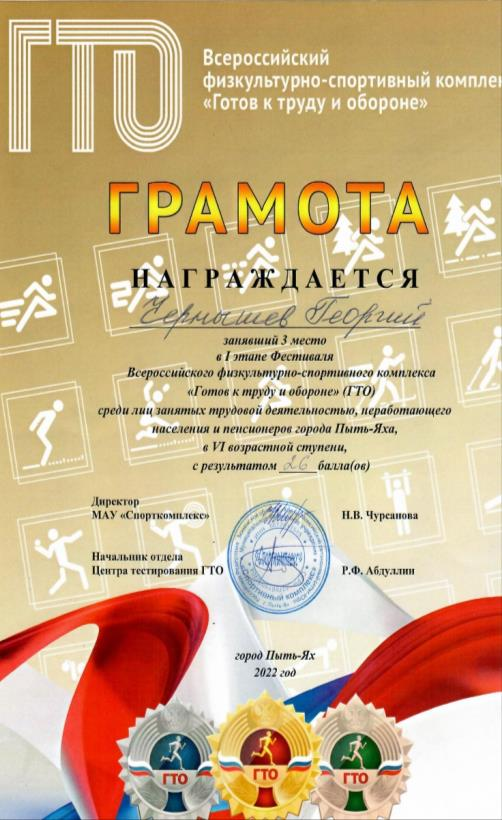 ГТО
Всероссийский
физкультурно-спортивный комплек
«Готов к труду и обороне»
ГРАМОТА
НАГРАЖДАЕТСЯ
Чернышев Георгий
занявший 3 место
в I этапе Фестиваля
Всероссийского физкультурно-спортивного комплекса
«Готов к труду и обороне» (ГТО)
среди лиц занятых трудовой деятельностью, неработающего
населения и пенсионеров города Пыть-Яха,
в VI возрастной ступени,
с результатом 26 балла(ов)
Директор
МАУ «Спорткомплекс»
Н.В. Чурсанова
Начальник отдела
Центра тестирования ГТО
Р.Ф. Абдуллин
город Пыть-Ях
2022 год
ГТО
ГТО
ГТО